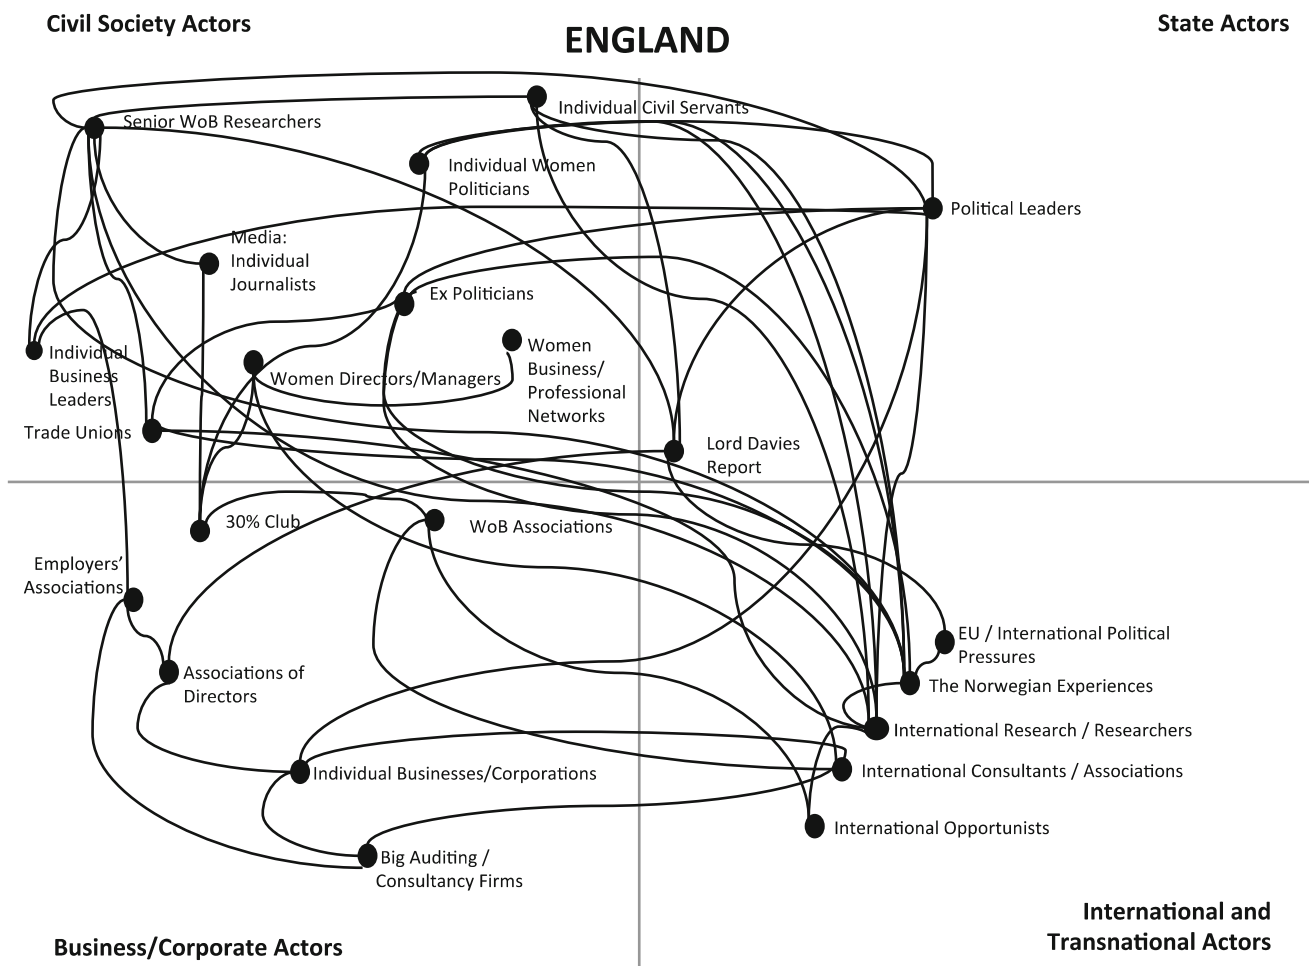 Civil Society Actors
ENGLAND
State Actors
Individual Civil Servants
Senior WoB Researchers
Individual Women
Politicians
Political Leaders
Media:
Individual
Journalists
Ex Politicians
Individual
Business
Leaders
Women Directors/Managers
Women
Business/
Professional
Networks
Trade Unions
Lord Davies
Report
30% Club
WoB Associations
Employers’
Associations
EU / International Political
Pressures
Associations of
Directors
The Norwegian Experiences
International Research / Researchers
Individual Businesses/Corporations
International Consultants / Associations
International Opportunists
Big Auditing /
Consultancy Firms
International and
Transnational Actors
Business/Corporate Actors